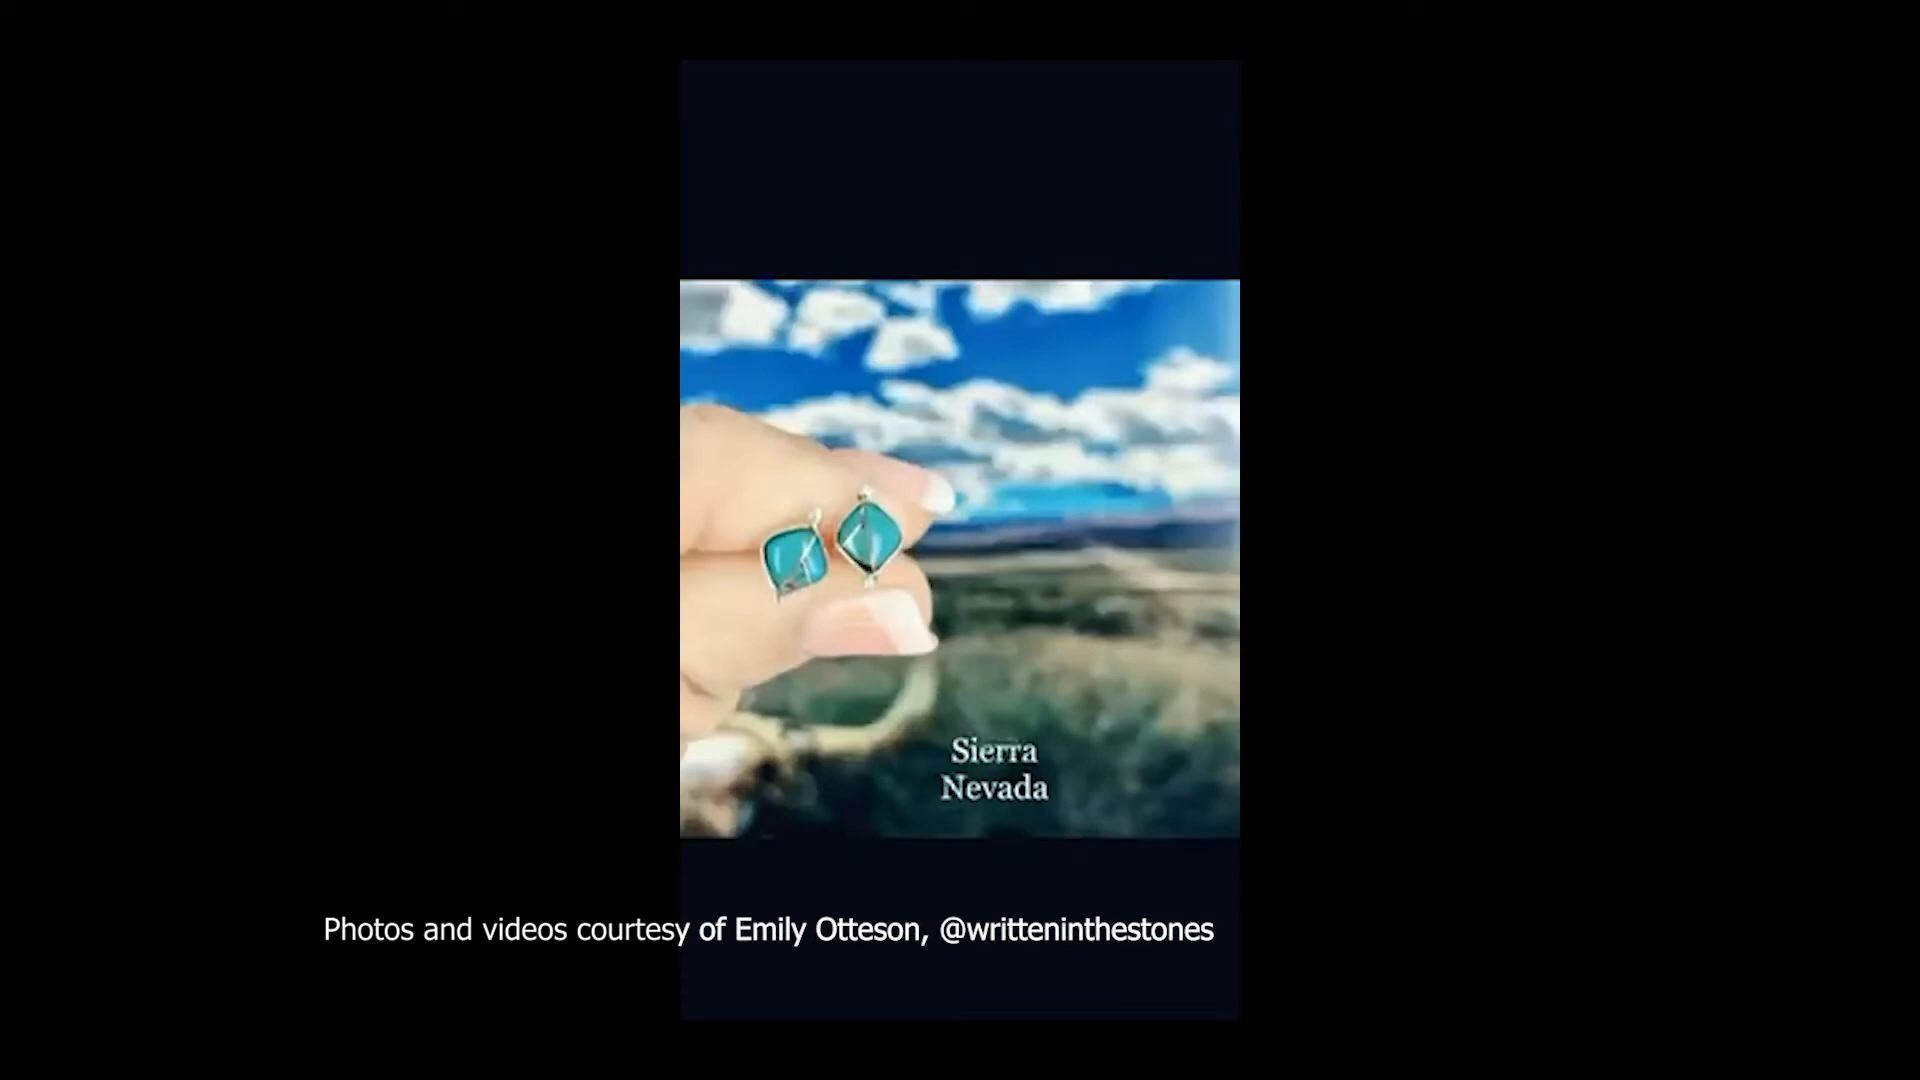 Sierra
Nevada
Photos and videos courtesy of Emily Otteson, @writteninthestones